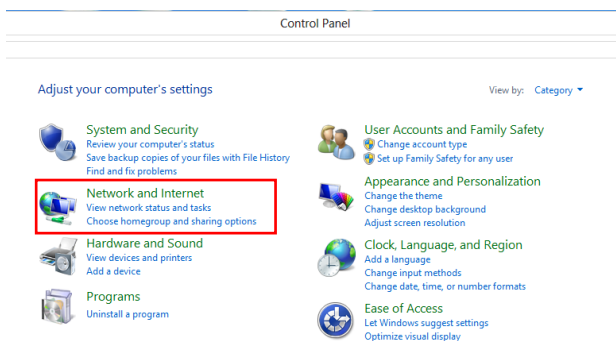 Control Panel
Adjust your computer's settings
View by: Category
System and Security
Review your computer's status
Save backup copies of your files with File History
Find and fix problems
Network and Internet
View network status and tasks
Choose homegroup and sharing options
Hardware and Sound
View devices and printers
Add a device
Programs
Uninstall a program
User Accounts and Family Safety
Change account type
Set up Family Safety for any user
Appearance and Personalization
Change the theme
Change desktop background
Adjust screen resolution
Clock, Language, and Region
Add a language
Change input methods
Change date, time, or number formats
Ease of Access
Let Windows suggest settings
Optimize visual display